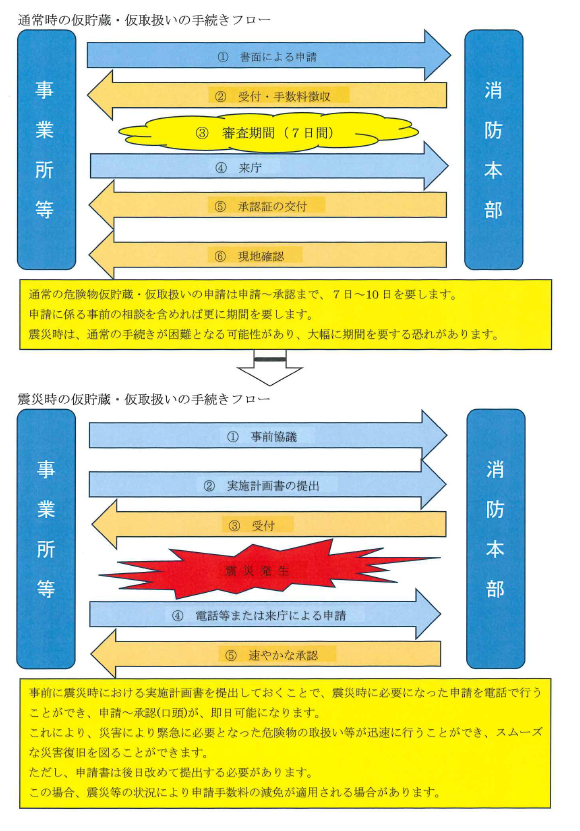 通常時の仮貯蔵・仮取扱いの手続きフロー
事業所等
① 書面による申請
② 受付・手数料徴収
③ 審査期間（７日間）
④ 来庁
⑤ 承認証の交付
⑥ 現地確認
消防本部
通常の危険物仮貯蔵・仮取扱いの申請は申請～承認まで、７日～10日を要します。
申請に係る事前の相談を含めれば更に期間を要します。
震災時は、通常の手続きが困難となる可能性があり、大幅に期間を要する恐れがあります。
震災時の仮貯蔵・仮取扱いの手続きフロー
事業所等
① 事前協議
② 実施計画書の提出
③ 受付
震災発生
④ 電話等または来庁による申請
⑤ 速やかな承認
消防本部
事前に震災時における実施計画書を提出しておくことで、震災時に必要になった申請を電話で行う
ことができ、申請～承認(口頭)が、即日可能になります。
これにより、災害により緊急に必要となった危険物の取扱い等が迅速に行うことができ、スムーズ
な災害復旧を図ることができます。
ただし、申請書は後日改めて提出する必要があります。
この場合、震災等の状況により申請手数料の減免が適用される場合があります。